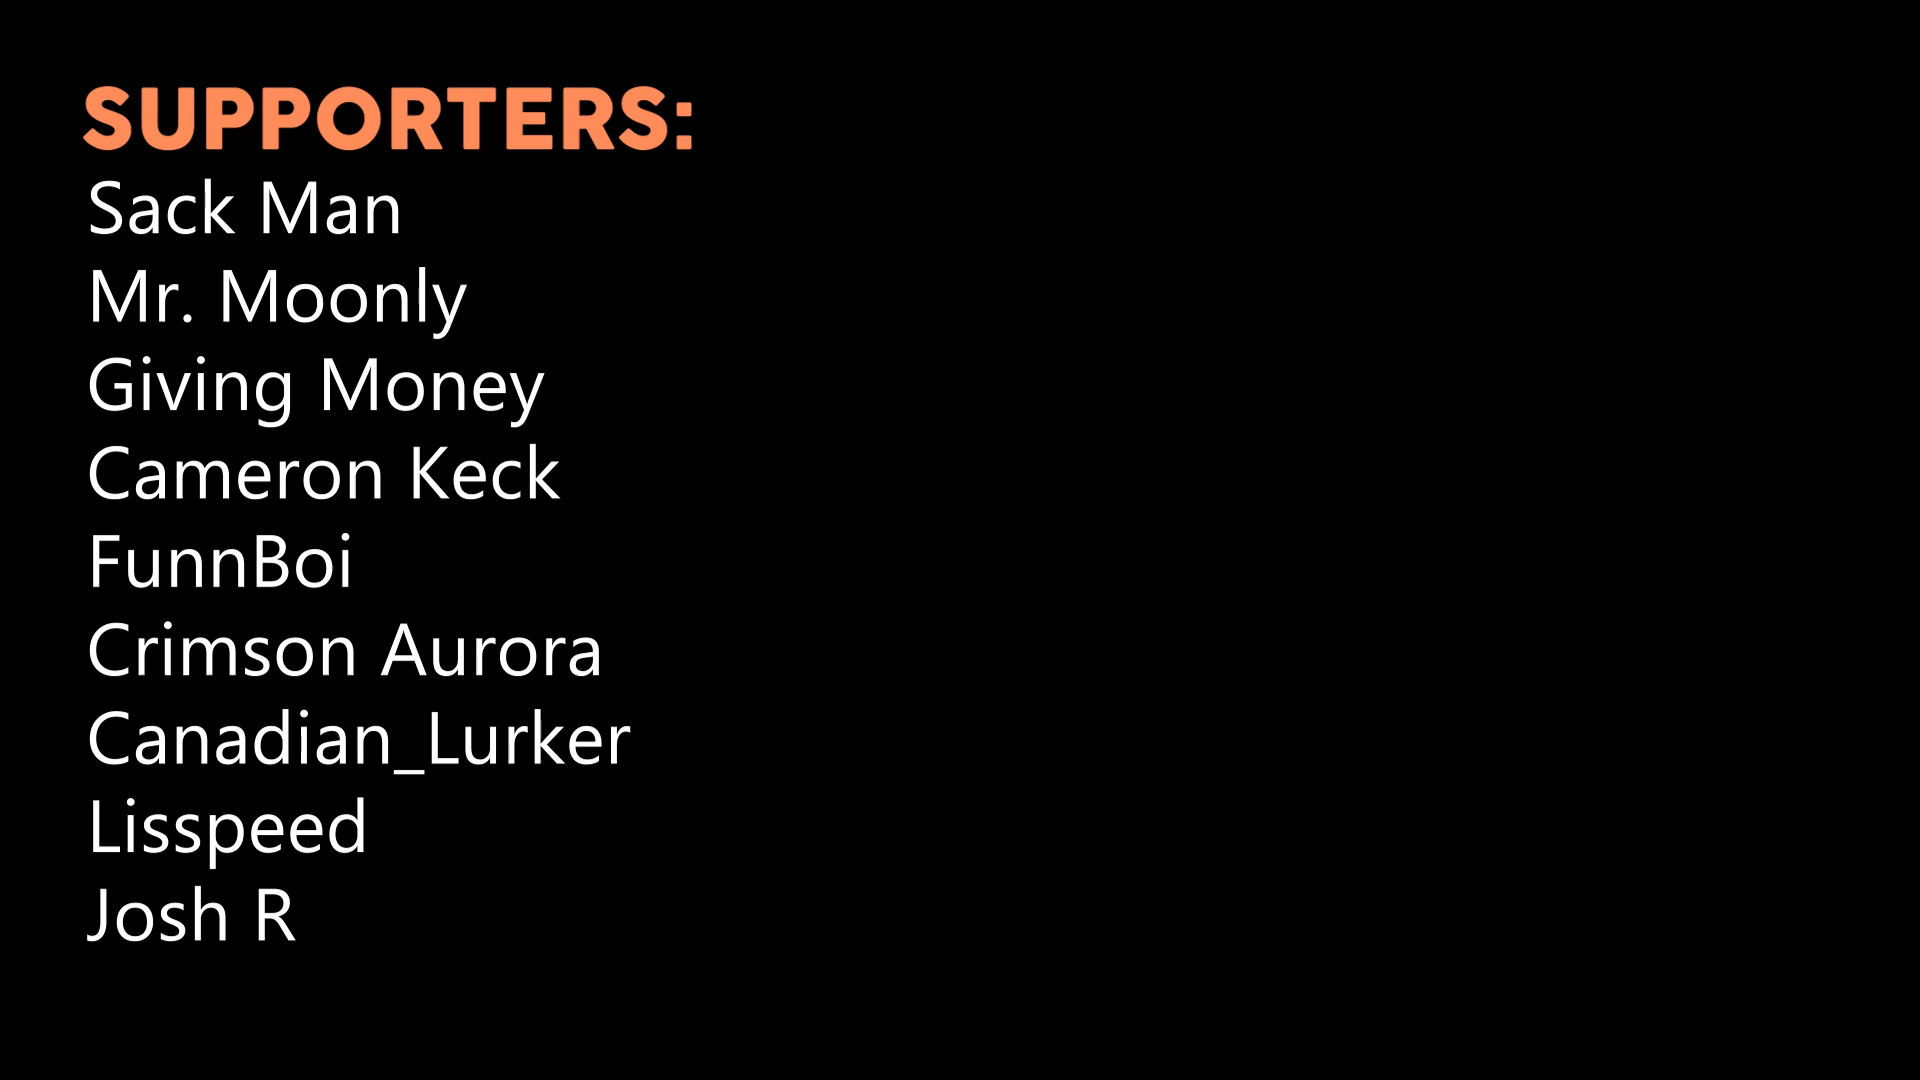 SUPPORTERS:
Sack Man
Mr. Moonly
Giving Money
Cameron Keck
FunnBoi
Crimson Aurora
Canadian_Lurker
Lisspeed
Josh R